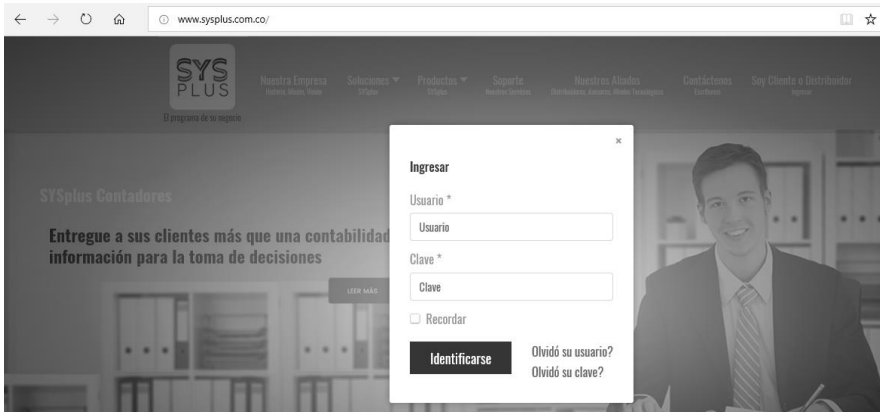 www.sysplus.com.co/
SYS
PLUS
El programa de su negocio
Nuestra Empresa
Historia, Misión, Visión
Soluciones
SYSplus
Productos
SYSplus
Soporte
Nuestros Servicios
Nuestros Aliados
Distribuidores, Asesores, Aliados Tecnológicos
Contáctenos
Escríbanos
Soy Cliente o Distribuidor
Ingresar
×
Ingresar
Usuario *
Usuario
Clave *
Clave
Recordar
Identificarse
Olvidó su usuario?
Olvidó su clave?
SYSplus Contadores
Entregue a sus clientes más que una contabilidad
información para la toma de decisiones
LEER MÁS